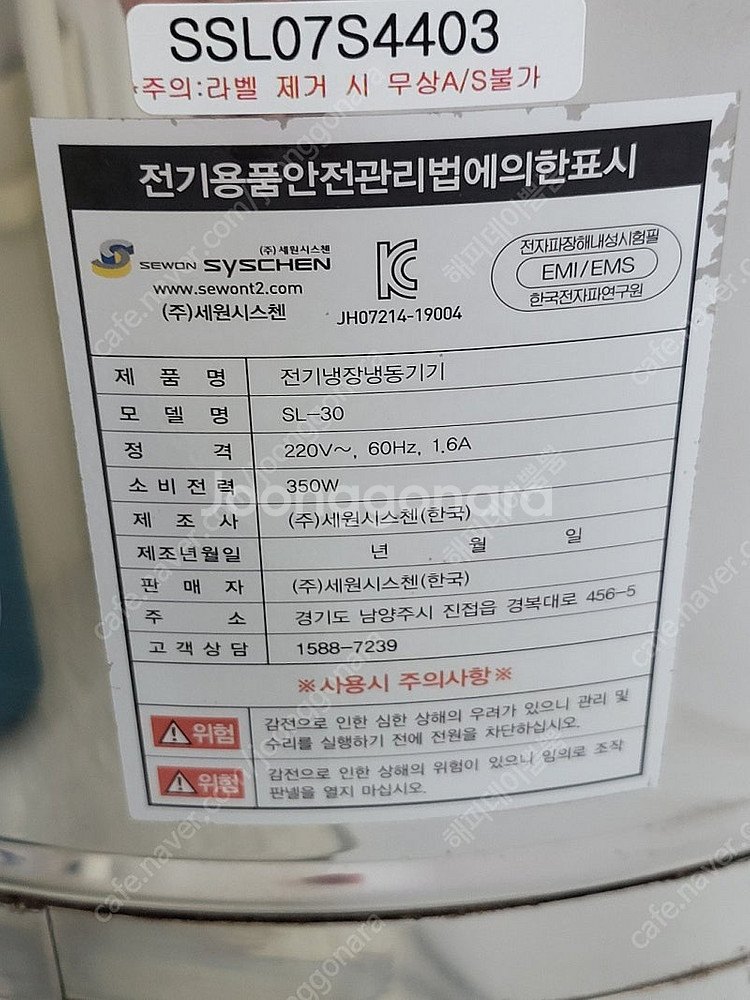 SSL07S4403
*주의:라벨 제거 시 무상A/S불가
전기용품안전관리법에의한표시
(주)세원시스첸
SEWON SYSCHEN
www.sewont2.com
(주)세원시스첸
JH07214-19004
전자파장해내성시험필
EMI/EMS
한국전자파연구원
제 품 명 전기냉장냉동기기
모 델 명 SL-30
정 격 220V~, 60Hz, 1.6A
소 비 전 력 350W
제 조 사 (주)세원시스첸(한국)
제조년월일 년 월 일
판 매 자 (주)세원시스첸(한국)
주 소 경기도 남양주시 진접읍 경복대로 456-5
고 객 상 담 1588-7239
※사용시 주의사항※
위험 감전으로 인한 심한 상해의 우려가 있으니 관리 및
수리를 실행하기 전에 전원을 차단하십시오.
위험 감전으로 인한 상해의 위험이 있으니 임의로 조작
판넬을 열지 마십시오.
Joonggonara
cafe.naver.com/joonggonara
해피데이뿜뿜